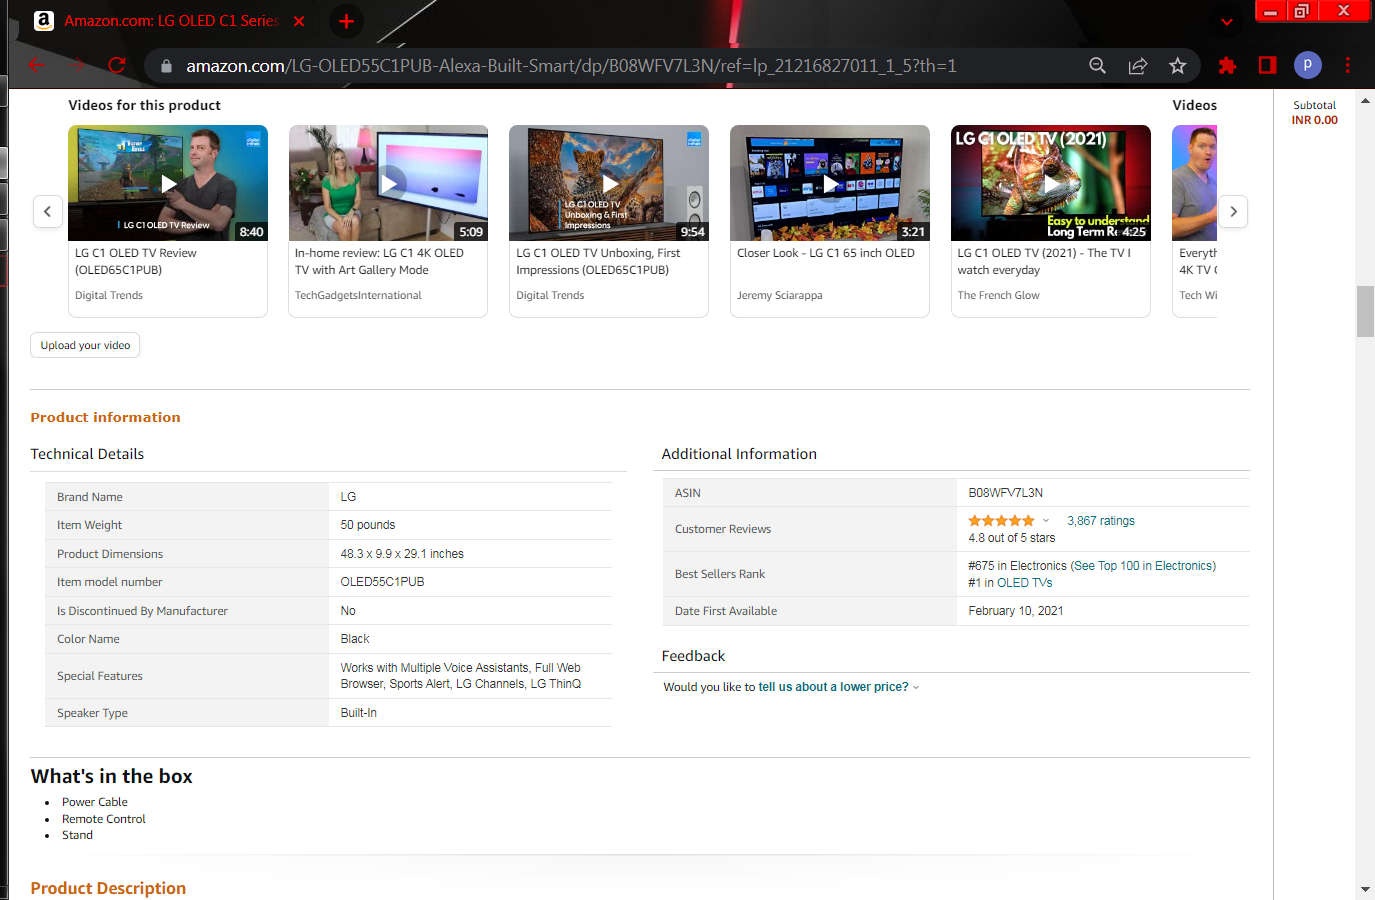 Amazon.com: LG OLED C1 Series
amazon.com/LG-OLED55C1PUB-Alexa-Built-Smart/dp/B08WFV7L3N/ref=lp_21216827011_1_5?th=1
P
Videos for this product
Videos
Subtotal
INR 0.00
LG C1 OLED TV Review
8:40
5:09
LG C1 OLED TV
Unboxing & First
Impressions
9:54
3:21
LG C1 OLED TV (2021)
Easy to understand
Long Term Re
4:25
LG C1 OLED TV Review
(OLED65C1PUB)
Digital Trends
In-home review: LG C1 4K OLED
TV with Art Gallery Mode
TechGadgetsInternational
LG C1 OLED TV Unboxing, First
Impressions (OLED65C1PUB)
Digital Trends
Closer Look - LG C1 65 inch OLED
Jeremy Sciarappa
LG C1 OLED TV (2021) - The TV I
watch everyday
The French Glow
Everyth
4K TV
Tech Wi
Upload your video
Product information
Technical Details
Brand Name LG
Item Weight 50 pounds
Product Dimensions 48.3 x 9.9 x 29.1 inches
Item model number OLED55C1PUB
Is Discontinued By Manufacturer No
Color Name Black
Special Features Works with Multiple Voice Assistants, Full Web
Browser, Sports Alert, LG Channels, LG ThinQ
Speaker Type Built-In
Additional Information
ASIN B08WFV7L3N
Customer Reviews 3,867 ratings
4.8 out of 5 stars
Best Sellers Rank #675 in Electronics (See Top 100 in Electronics)
#1 in OLED TVs
Date First Available February 10, 2021
Feedback
Would you like to tell us about a lower price?
What's in the box
• Power Cable
• Remote Control
• Stand
Product Description